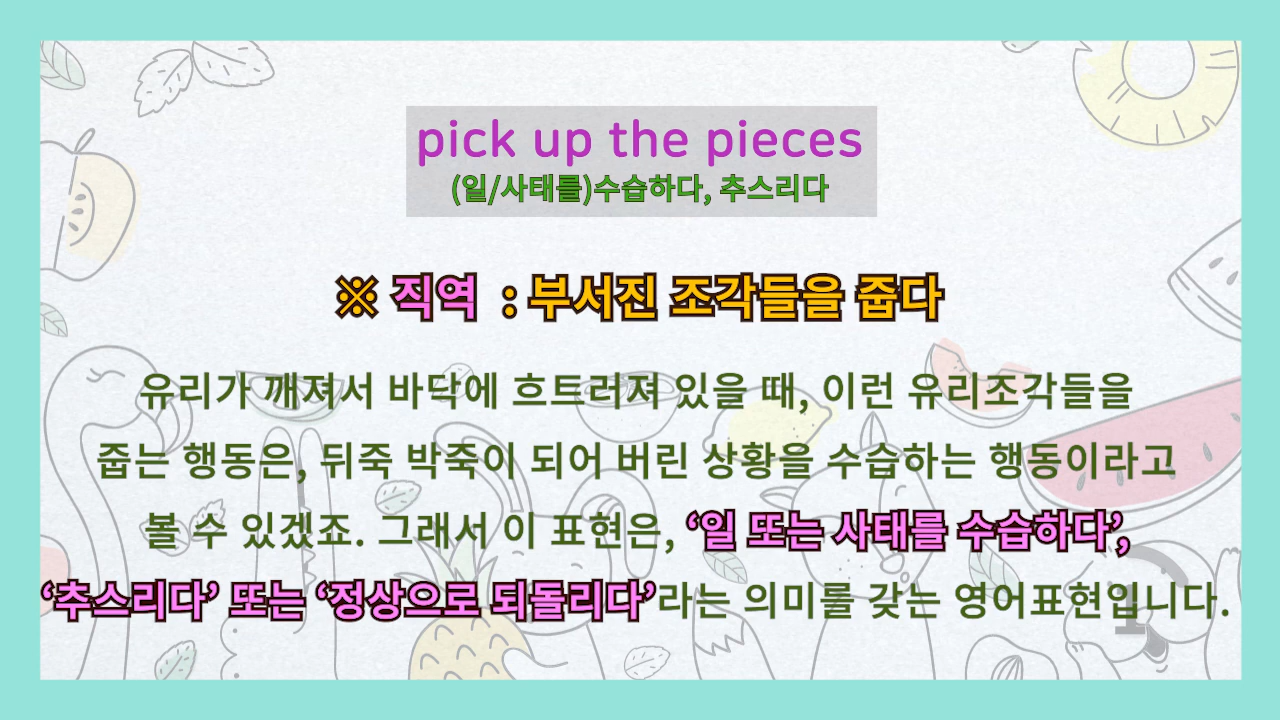 pick up the pieces
(일/사태를)수습하다, 추스리다
※ 직역 : 부서진 조각들을 줍다
유리가 깨져서 바닥에 흐트러져 있을 때, 이런 유리조각들을
줍는 행동은, 뒤죽 박죽이 되어 버린 상황을 수습하는 행동이라고
볼 수 있겠죠. 그래서 이 표현은, ‘일 또는 사태를 수습하다’,
‘추스리다’ 또는 ‘정상으로 되돌리다’라는 의미를 갖는 영어표현입니다.
1